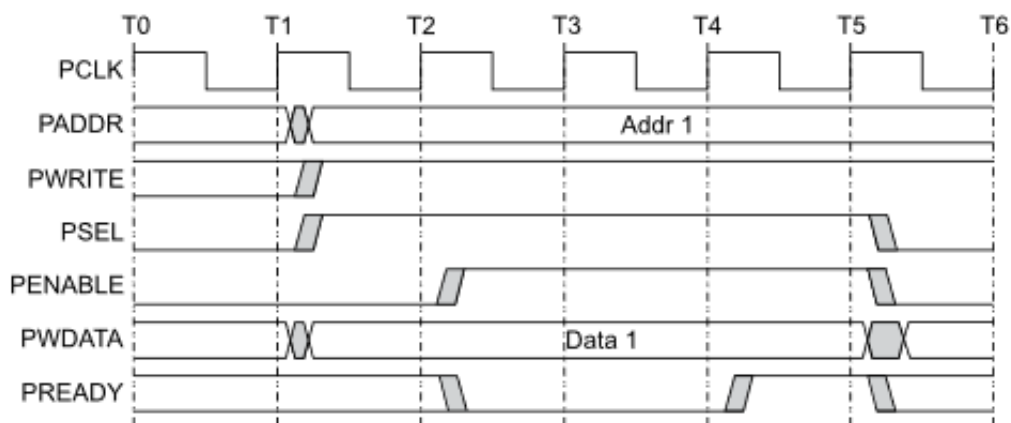 T0 T1 T2 T3 T4 T5 T6
PCLK
PADDR Addr 1
PWRITE
PSEL
PENABLE
PWDATA Data 1
PREADY